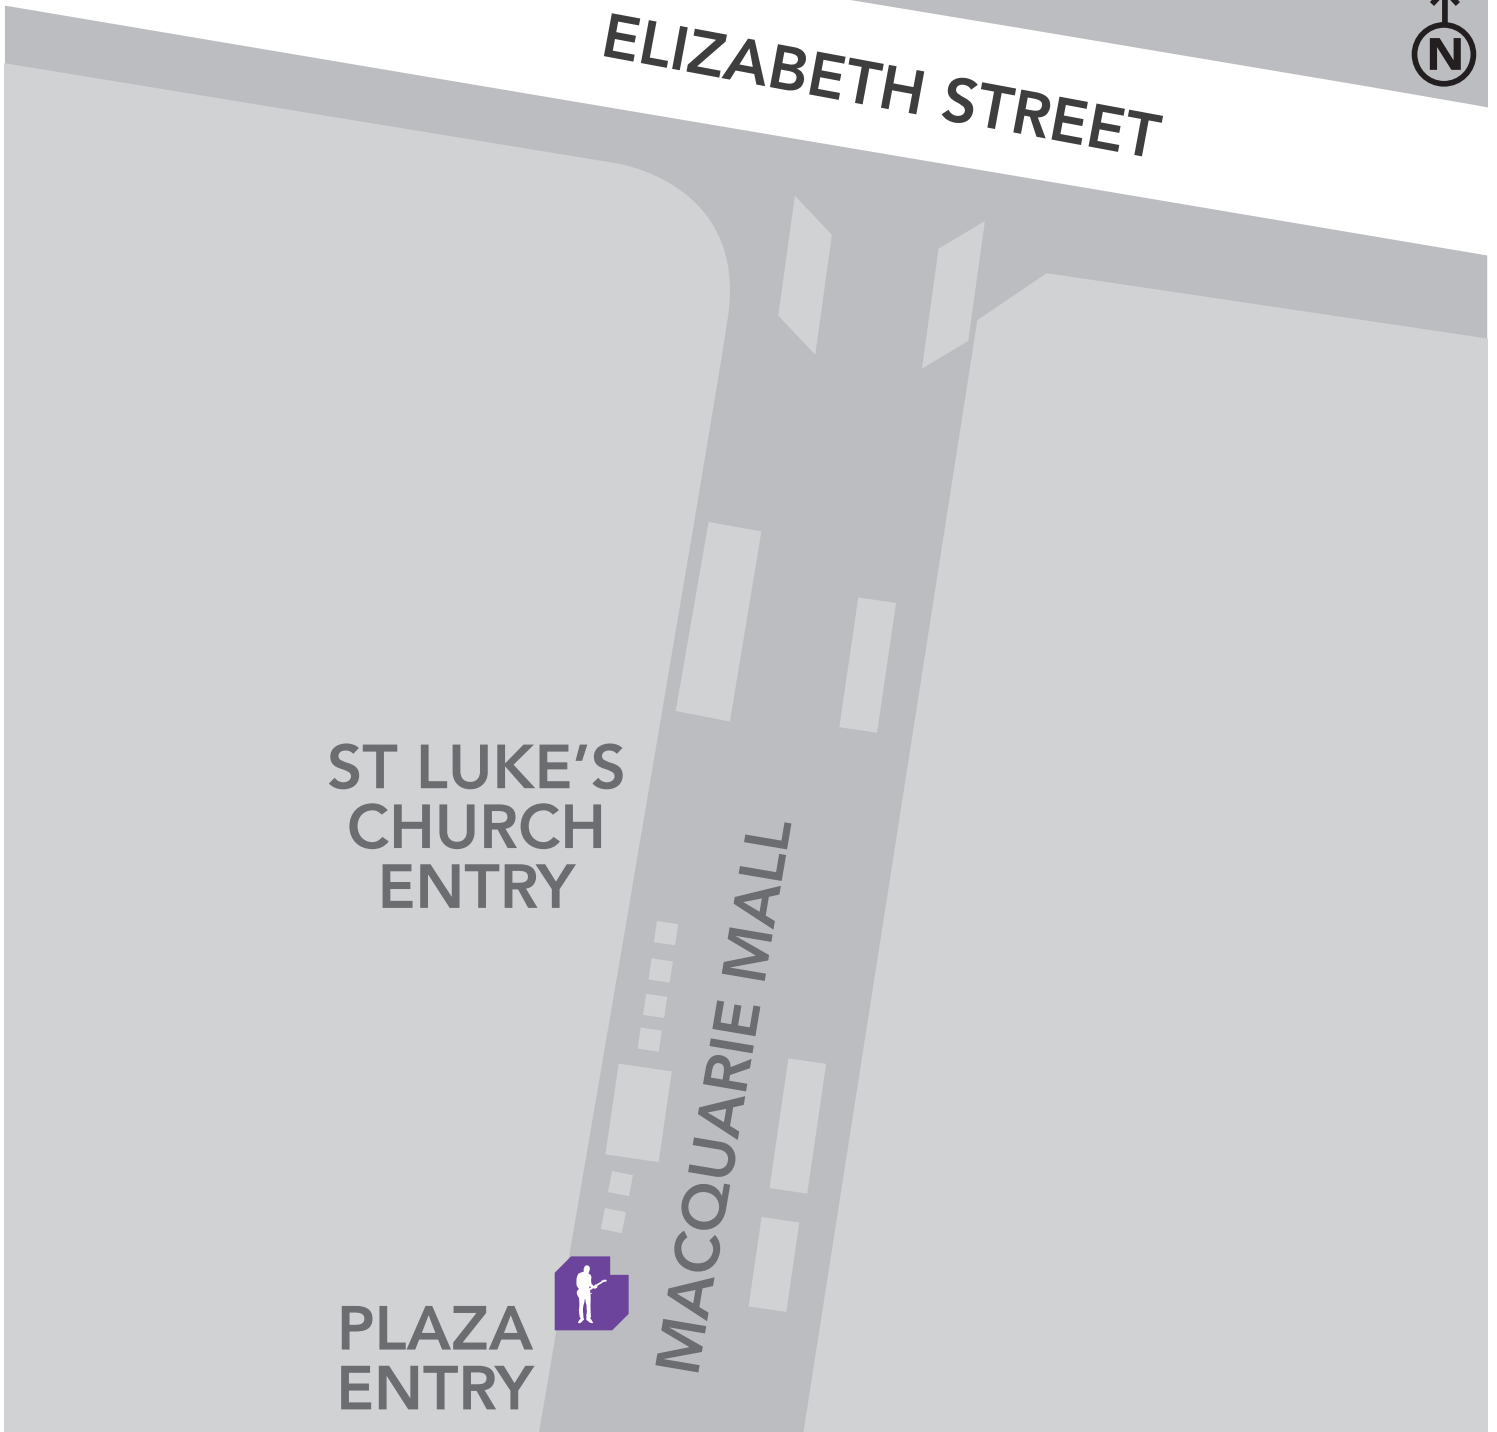 ELIZABETH STREET
N
ST LUKE'S
CHURCH
ENTRY
MACQUARIE MALL
PLAZA
ENTRY